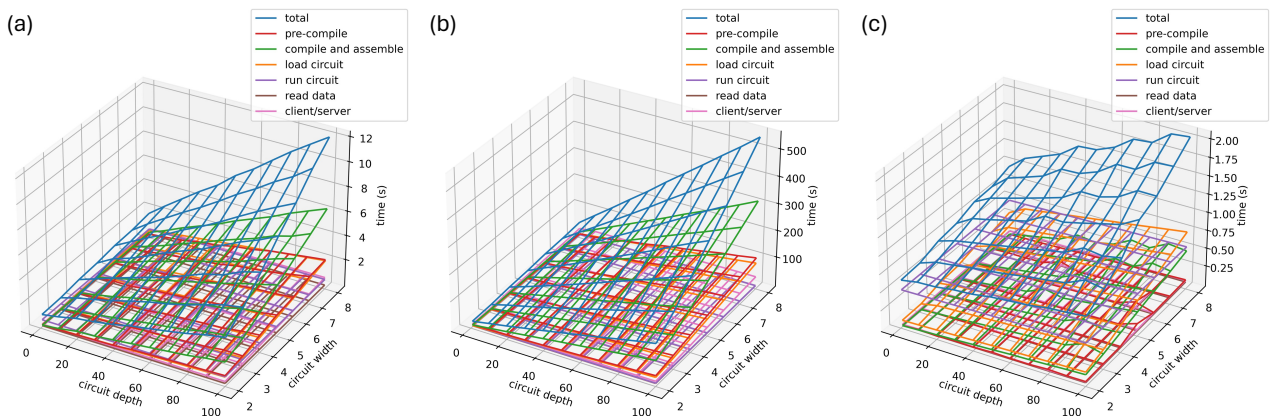 (a)
total
pre-compile
compile and assemble
load circuit
run circuit
read data
client/server
12
10
8
6
4
2
time (s)
0
20
40
60
80
100
circuit depth
2
3
4
5
6
7
8
circuit width
(b)
total
pre-compile
compile and assemble
load circuit
run circuit
read data
client/server
500
400
300
200
100
time (s)
0
20
40
60
80
100
circuit depth
2
3
4
5
6
7
8
circuit width
(c)
total
pre-compile
compile and assemble
load circuit
run circuit
read data
client/server
2.00
1.75
1.50
1.25
1.00
0.75
0.50
0.25
time (s)
0
20
40
60
80
100
circuit depth
2
3
4
5
6
7
8
circuit width